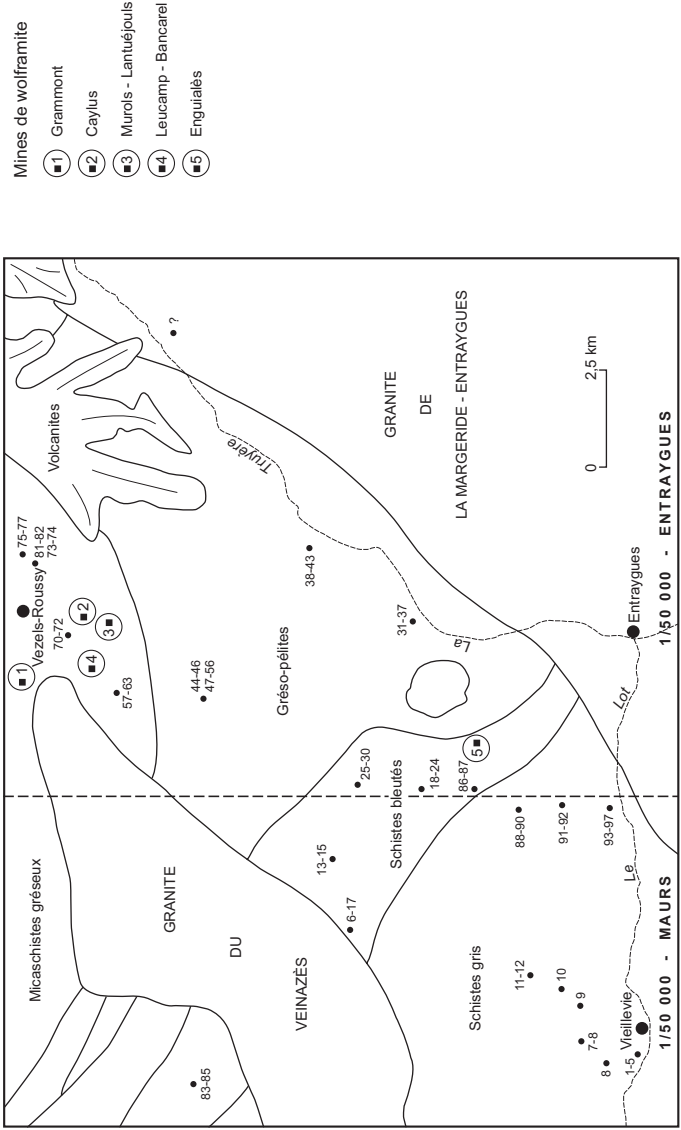 Mines de wolframite
1 Grammont
2 Caylus
3 Murols - Lantuéjouls
4 Leucamp - Bancarel
5 Enguialès
Micaschistes gréseux
GRANITE
DU
VEINAZÈS
83-85
1
Vezels-Roussy
75-77
81-82
73-74
70-72
2
3
4
57-63
Volcanites
?
44-46
47-56
Gréso-pélites
38-43
Truyère
La
31-37
GRANITE
DE
LA MARGERIDE - ENTRAYGUES
25-30
13-15
Schistes bleutés
18-24
6-17
86-87
5
88-90
91-92
93-97
Schistes gris
11-12
10
9
7-8
8
1-5
Vieillevie
Le
Lot
Entraygues
0
2,5 km
1/50 000 - MAURS
1/50 000 - ENTRAYGUES